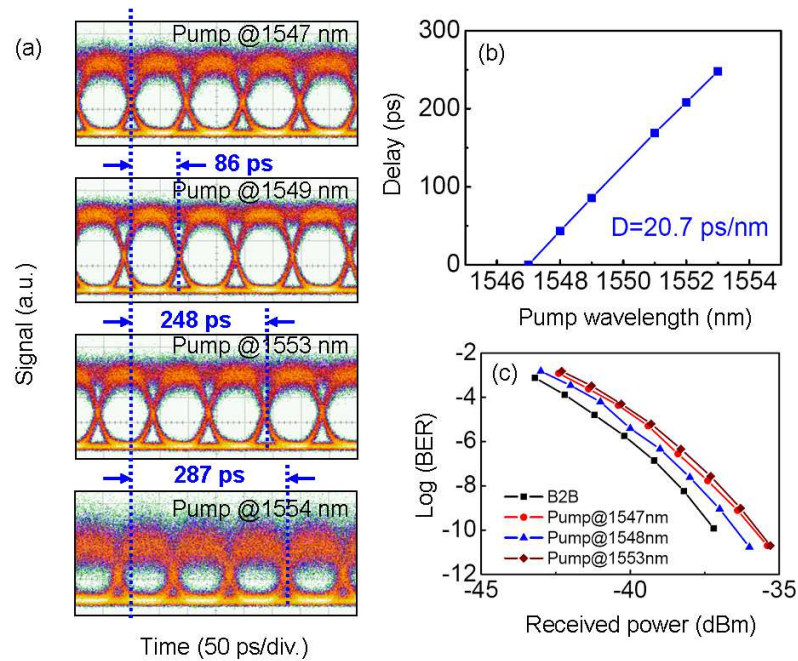 (a)
Pump @1547 nm
86 ps
Pump @1549 nm
248 ps
Pump @1553 nm
287 ps
Pump @1554 nm
Signal (a.u.)
Time (50 ps/div.)
(b)
Delay (ps)
300
200
100
0
D=20.7 ps/nm
1546 1548 1550 1552 1554
Pump wavelength (nm)
(c)
Log (BER)
-2
-4
-6
-8
-10
-12
B2B
Pump@1547nm
Pump@1548nm
Pump@1553nm
-45 -40 -35
Received power (dBm)